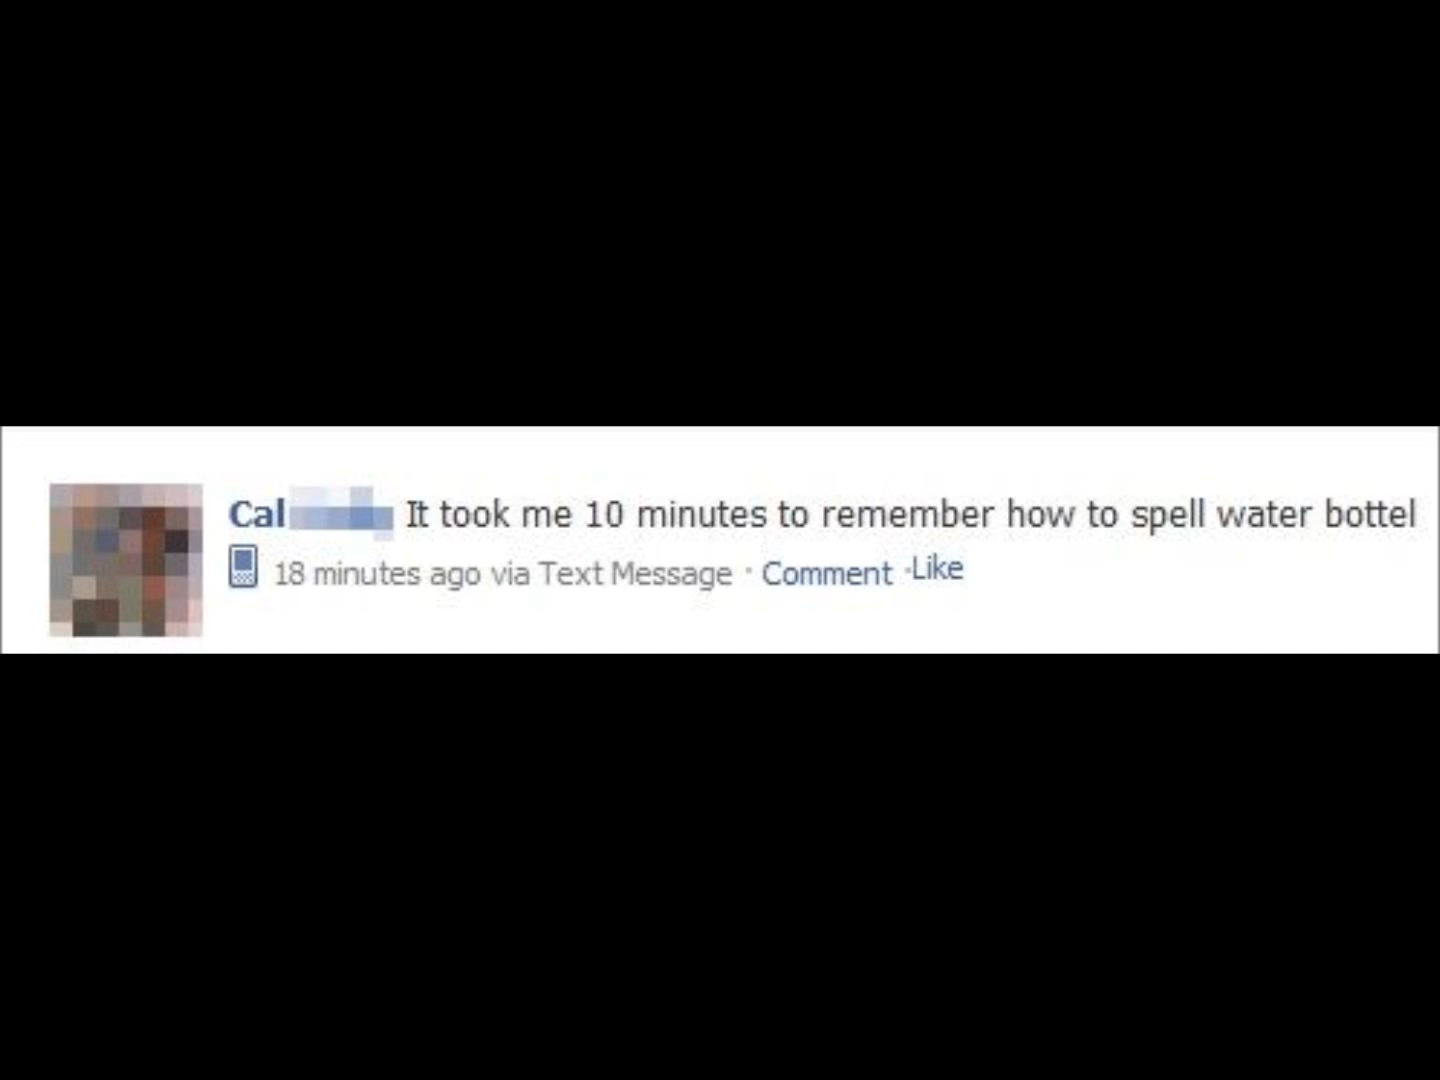 Cal It took me 10 minutes to remember how to spell water bottel
18 minutes ago via Text Message · Comment ·Like